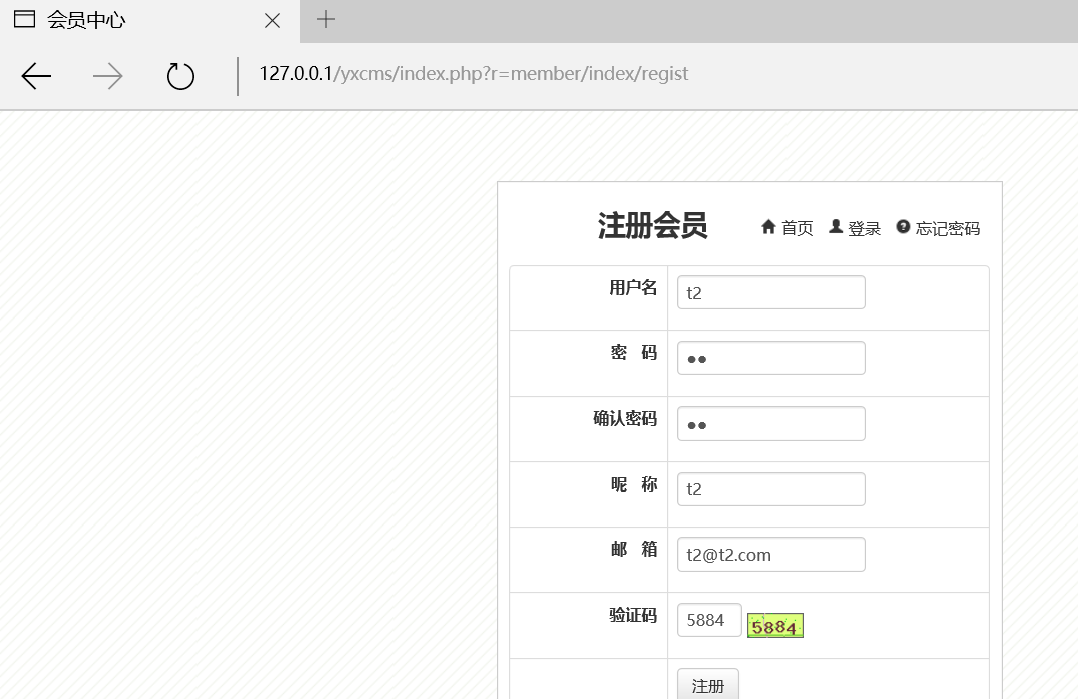 会员中心
127.0.0.1/yxcms/index.php?r=member/index/regist
注册会员 首页 登录 忘记密码
用户名 t2
密 码 ●●
确认密码 ●●
昵 称 t2
邮 箱 t2@t2.com
验证码 5884 5884
注册